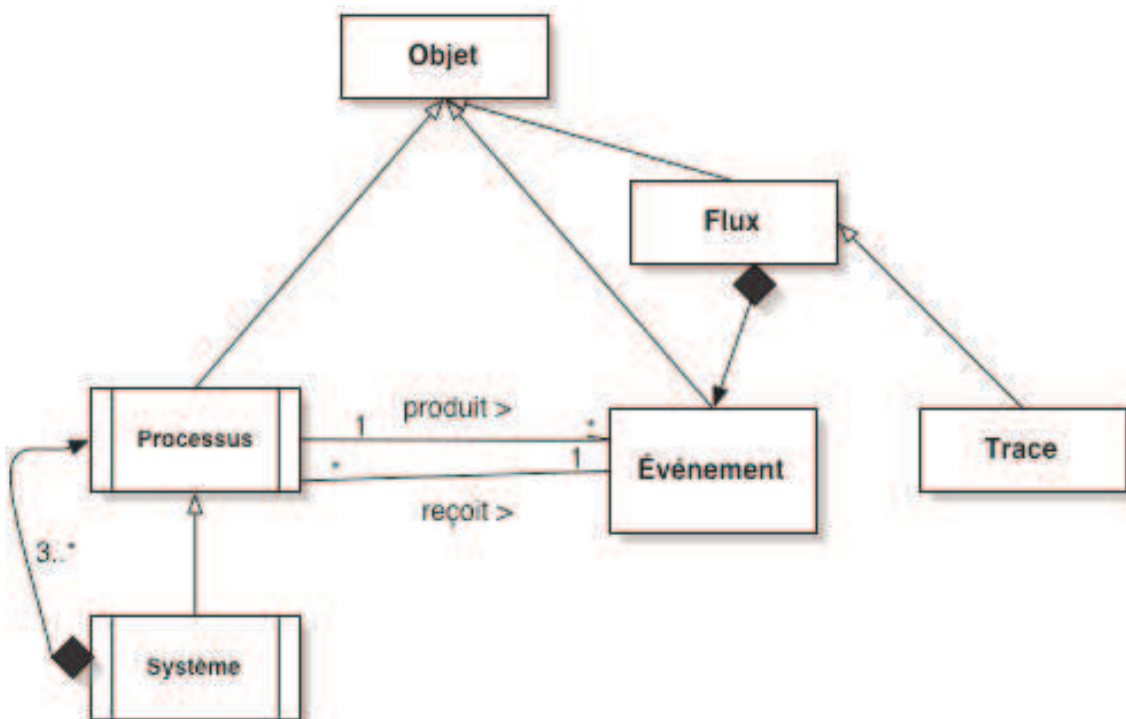 Objet
Flux
Processus
produit >
1
*
*
1
reçoit >
Événement
Trace
3..*
Système